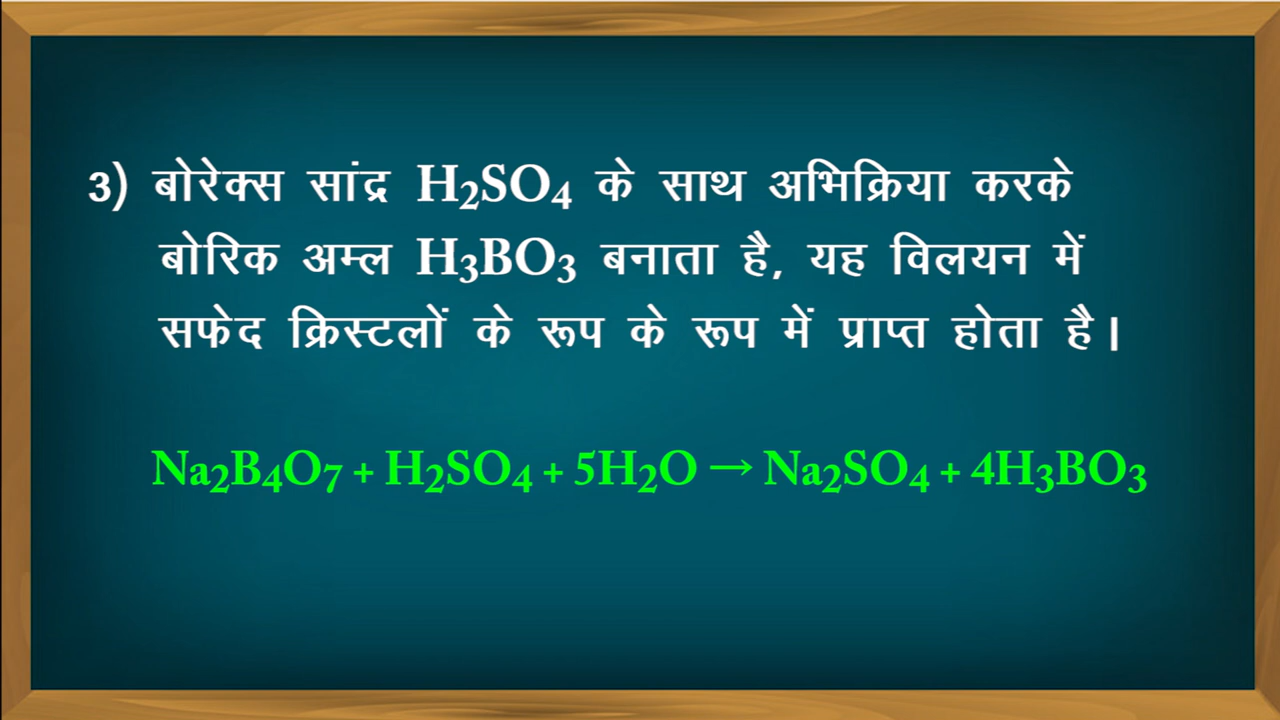 3) बोरेक्स सांद्र H₂SO₄ के साथ अभिक्रिया करके
बोरिक अम्ल H₃BO₃ बनाता है, यह विलयन में
सफेद क्रिस्टलों के रूप के रूप में प्राप्त होता है।
Na₂B₄O₇ + H₂SO₄ + 5H₂O → Na₂SO₄ + 4H₃BO₃